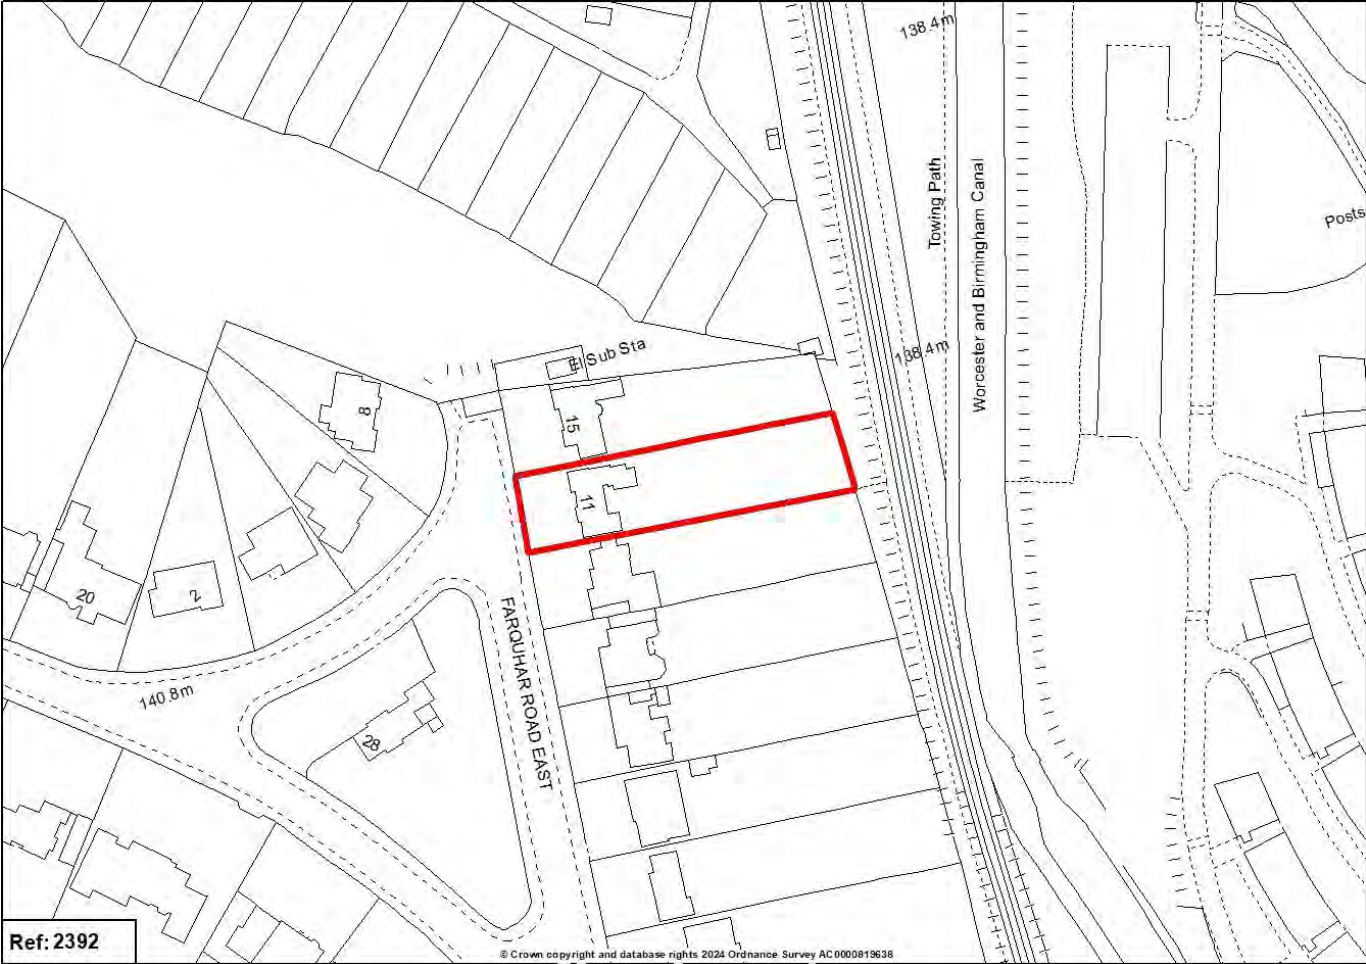 138.4m
Towing Path
Worcester and Birmingham Canal
Posts
El Sub Sta
138.4m
8
15
11
20
2
FARQUHAR ROAD EAST
140.8m
28
Ref: 2392
© Crown copyright and database rights 2024 Ordnance Survey AC0000819638